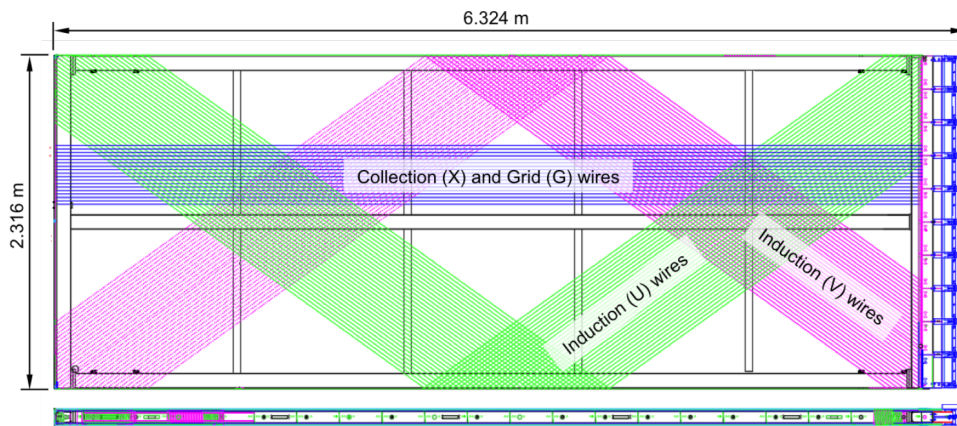 6.324 m
2.316 m
Collection (X) and Grid (G) wires
Induction (U) wires
Induction (V) wires